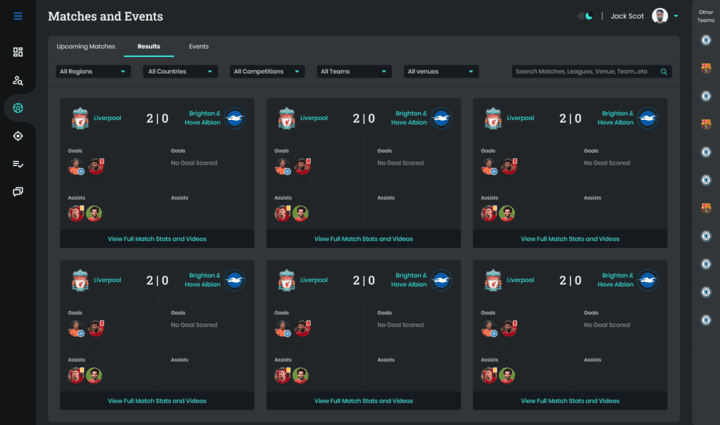 Matches and Events
Jack Scot
Other
Teams
Upcoming Matches
Results
Events
All Regions
All Countries
All Competitions
All Teams
All venues
Search Matches, Leagues, Venue, Team..etc
Liverpool
2 | 0
Brighton &
Hove Albion
Goals
Goals
No Goal Scored
Assists
Assists
View Full Match Stats and Videos
Liverpool
2 | 0
Brighton &
Hove Albion
Goals
Goals
No Goal Scored
Assists
Assists
View Full Match Stats and Videos
Liverpool
2 | 0
Brighton &
Hove Albion
Goals
Goals
No Goal Scored
Assists
Assists
View Full Match Stats and Videos
Liverpool
2 | 0
Brighton &
Hove Albion
Goals
Goals
No Goal Scored
Assists
Assists
View Full Match Stats and Videos
Liverpool
2 | 0
Brighton &
Hove Albion
Goals
Goals
No Goal Scored
Assists
Assists
View Full Match Stats and Videos
Liverpool
2 | 0
Brighton &
Hove Albion
Goals
Goals
No Goal Scored
Assists
Assists
View Full Match Stats and Videos